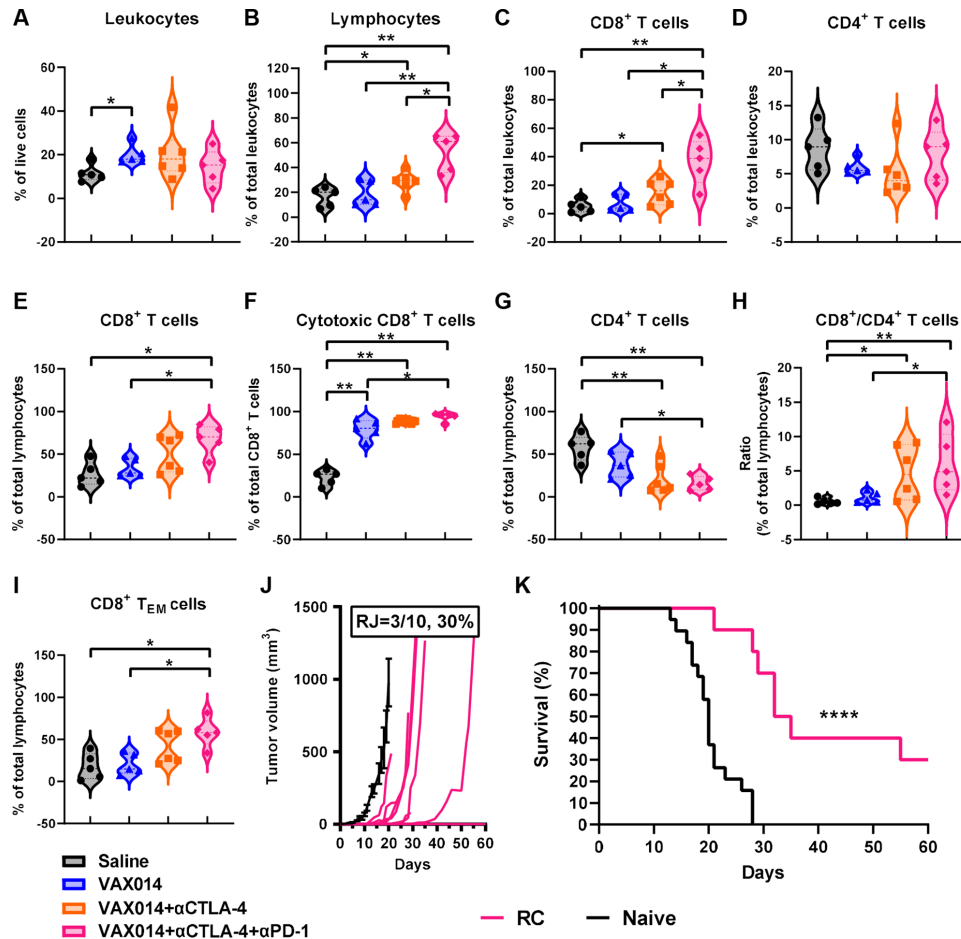 A
Leukocytes
% of live cells
60
40
20
0
-20
*
B
Lymphocytes
% of total leukocytes
100
80
60
40
20
0
-20
**
*
**
*
C
CD8+ T cells
% of total leukocytes
100
80
60
40
20
0
-20
**
*
*
*
D
CD4+ T cells
% of total leukocytes
20
15
10
5
0
-5
E
CD8+ T cells
% of total lymphocytes
150
100
50
0
-50
*
*
F
Cytotoxic CD8+ T cells
% of total CD8+ T cells
150
100
50
0
-50
**
**
**
*
G
CD4+ T cells
% of total lymphocytes
150
100
50
0
-50
**
**
*
H
CD8+/CD4+ T cells
Ratio
(% of total lymphocytes)
20
15
10
5
0
-5
**
*
*
I
CD8+ TEM cells
% of total lymphocytes
150
100
50
0
-50
*
*
J
RJ=3/10, 30%
Tumor volume (mm3)
1500
1000
500
0
0 10 20 30 40 50 60
Days
K
Survival (%)
100
90
80
70
60
50
40
30
20
10
0
****
0 10 20 30 40 50 60
Days
Saline
VAX014
VAX014+αCTLA-4
VAX014+αCTLA-4+αPD-1
RC
Naive